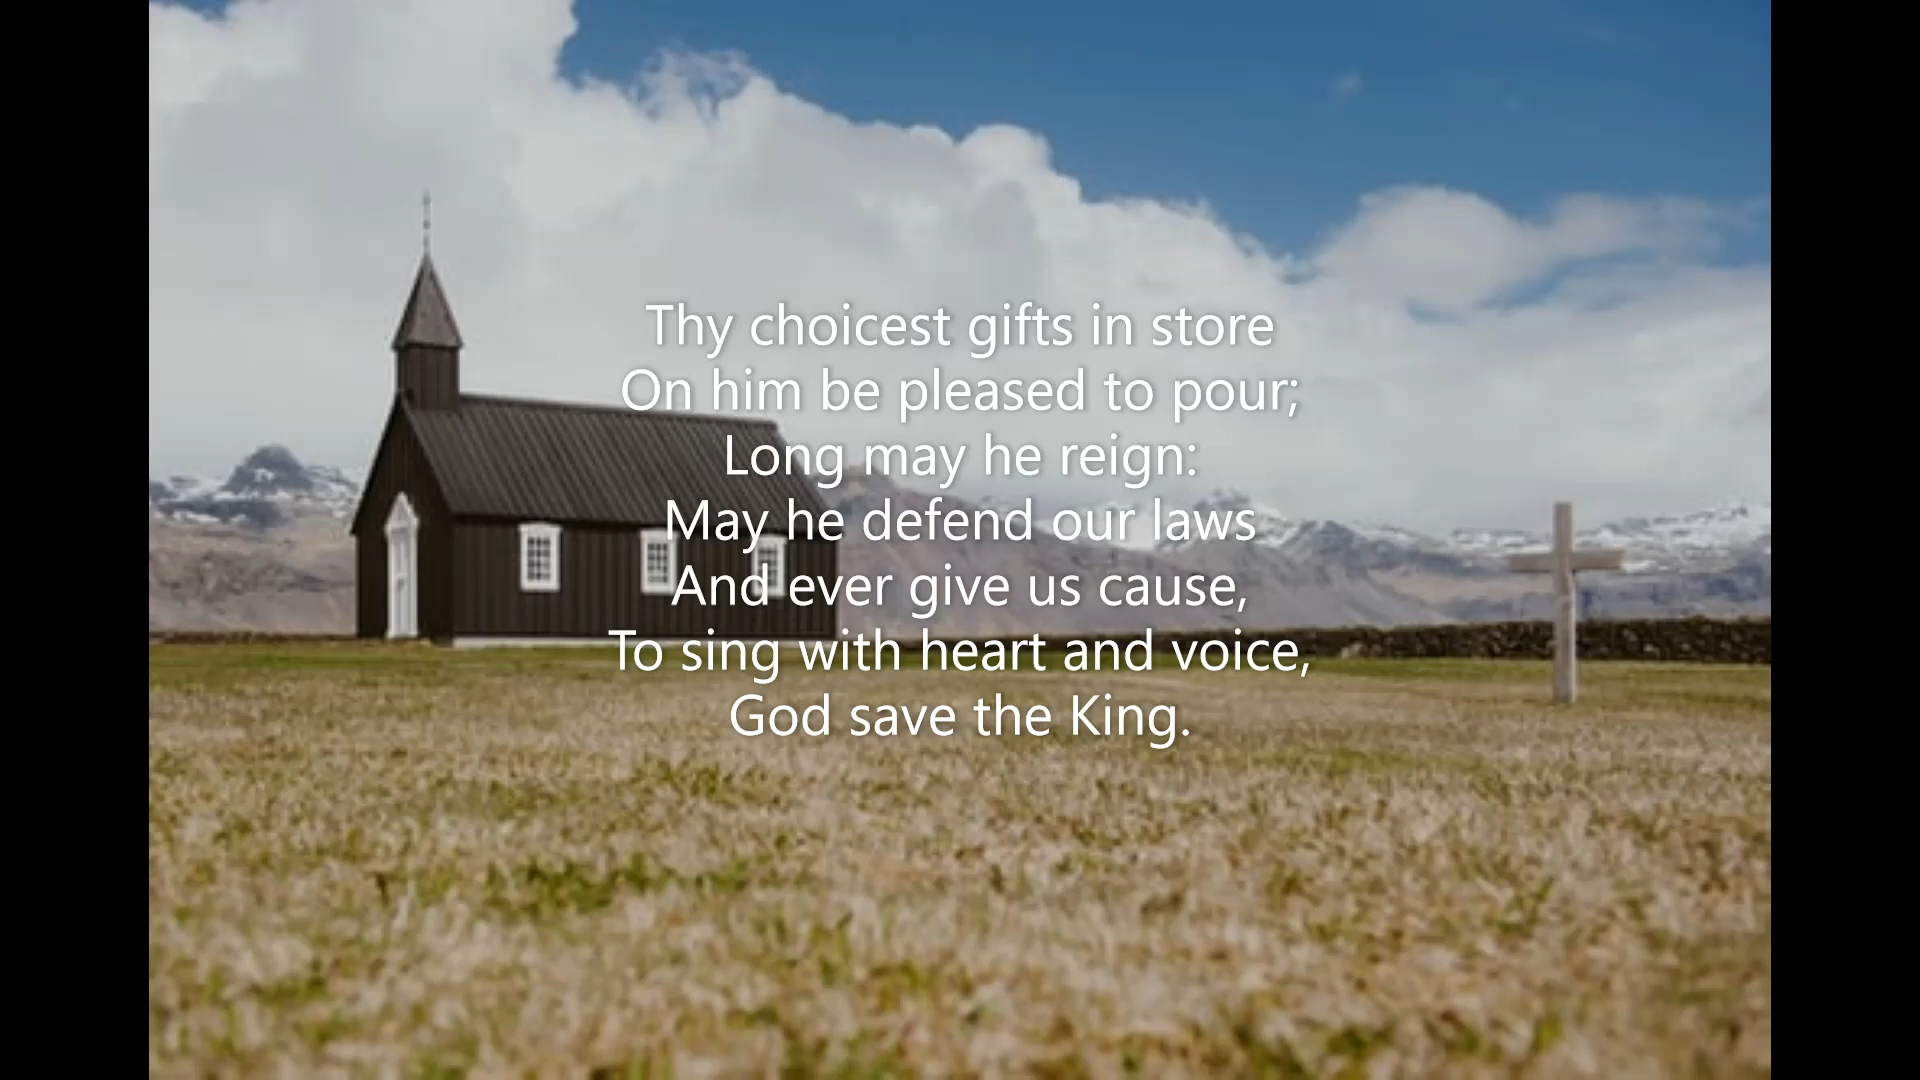 Thy choicest gifts in store
On him be pleased to pour;
Long may he reign:
May he defend our laws
And ever give us cause,
To sing with heart and voice,
God save the King.